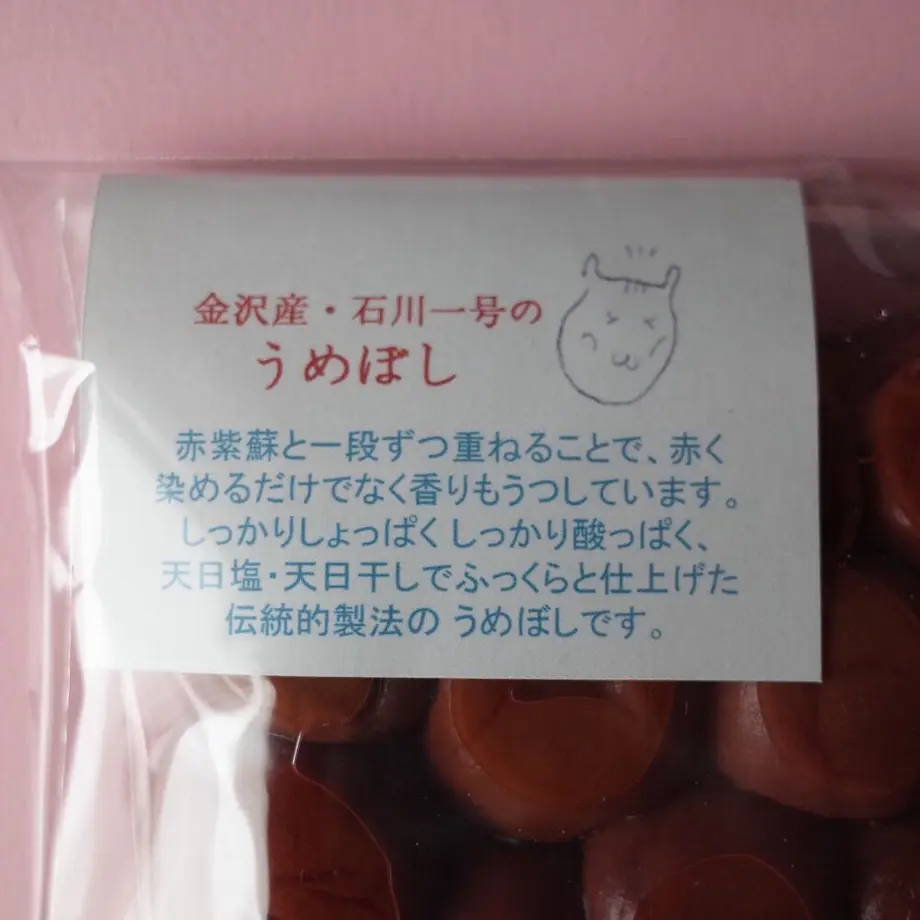 金沢産・石川一号の
うめぼし
赤紫蘇と一段ずつ重ねることで、赤く
染めるだけでなく香りもうつしています。
しっかりしょっぱく しっかり酸っぱく、
天日塩・天日干しでふっくらと仕上げた
伝統的製法の うめぼしです。